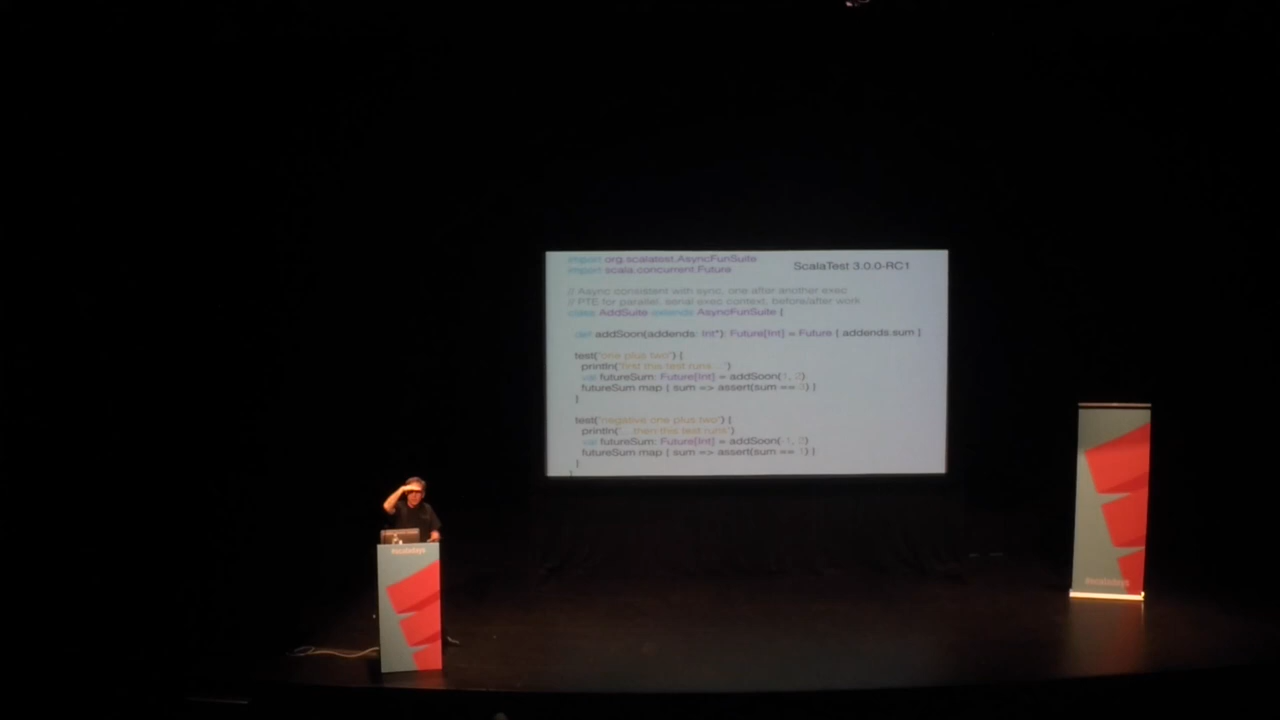 import org.scalatest.AsyncFunSuite
import scala.concurrent.Future
ScalaTest 3.0.0-RC1
// Async consistent with sync, one after another exec
// PTE for parallel, serial exec context, before/after work
class AddSuite extends AsyncFunSuite {
def addSoon(addends: Int*): Future[Int] = Future { addends.sum }
test("one plus two") {
println("first this test runs...")
val futureSum: Future[Int] = addSoon(1, 2)
futureSum map { sum => assert(sum == 3) }
}
test("negative one plus two") {
println("...then this test runs")
val futureSum: Future[Int] = addSoon(-1, 2)
futureSum map { sum => assert(sum == 1) }
}
}
#scaladays
#scaladays